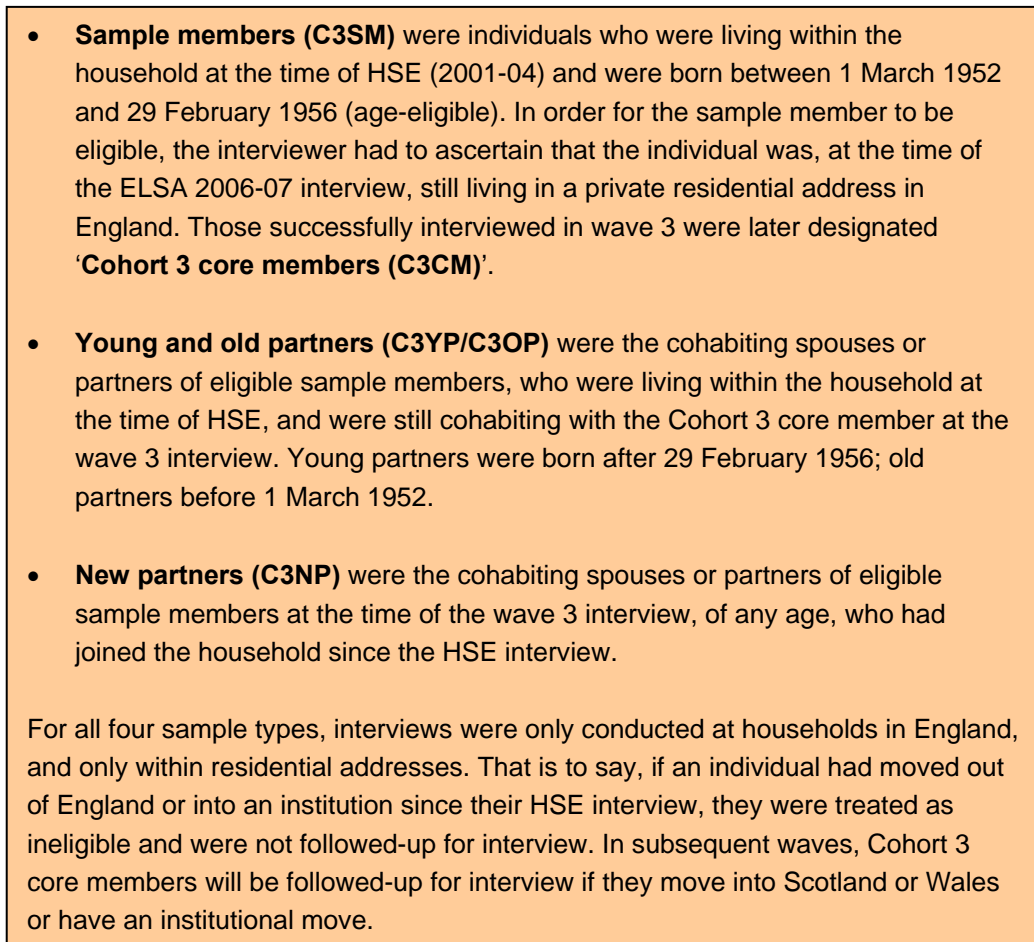 • Sample members (C3SM) were individuals who were living within the
household at the time of HSE (2001-04) and were born between 1 March 1952
and 29 February 1956 (age-eligible). In order for the sample member to be
eligible, the interviewer had to ascertain that the individual was, at the time of
the ELSA 2006-07 interview, still living in a private residential address in
England. Those successfully interviewed in wave 3 were later designated
‘Cohort 3 core members (C3CM)’.
• Young and old partners (C3YP/C3OP) were the cohabiting spouses or
partners of eligible sample members, who were living within the household at
the time of HSE, and were still cohabiting with the Cohort 3 core member at the
wave 3 interview. Young partners were born after 29 February 1956; old
partners before 1 March 1952.
• New partners (C3NP) were the cohabiting spouses or partners of eligible
sample members at the time of the wave 3 interview, of any age, who had
joined the household since the HSE interview.
For all four sample types, interviews were only conducted at households in England,
and only within residential addresses. That is to say, if an individual had moved out
of England or into an institution since their HSE interview, they were treated as
ineligible and were not followed-up for interview. In subsequent waves, Cohort 3
core members will be followed-up for interview if they move into Scotland or Wales
or have an institutional move.